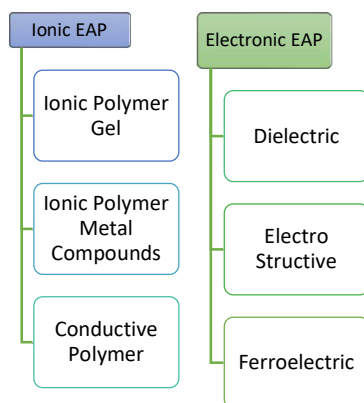 Ionic EAP
Ionic Polymer
Gel
Ionic Polymer
Metal
Compounds
Conductive
Polymer
Electronic EAP
Dielectric
Electro
Structive
Ferroelectric